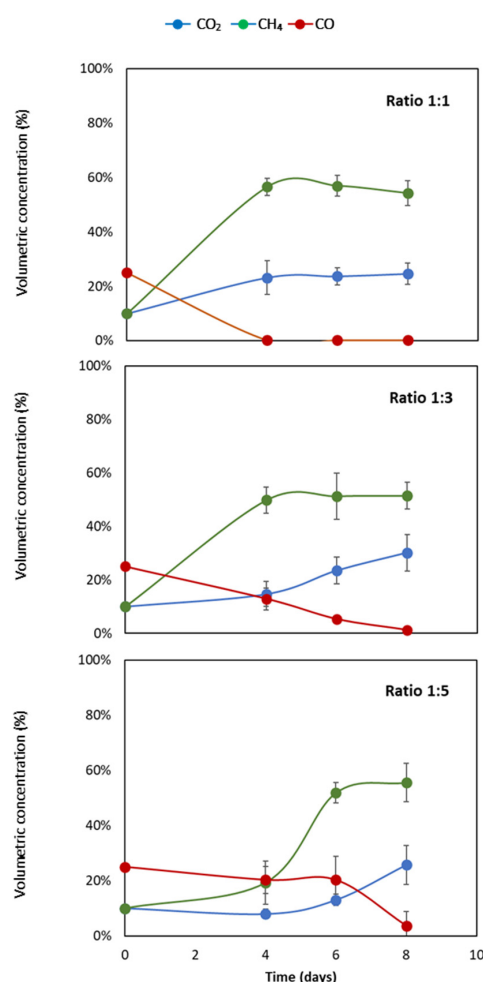 CO₂ CH₄ CO
Ratio 1:1
Volumetric concentration (%)
100%
80%
60%
40%
20%
0%
Ratio 1:3
Volumetric concentration (%)
100%
80%
60%
40%
20%
0%
Ratio 1:5
Volumetric concentration (%)
100%
80%
60%
40%
20%
0%
0 2 4 6 8 10
Time (days)